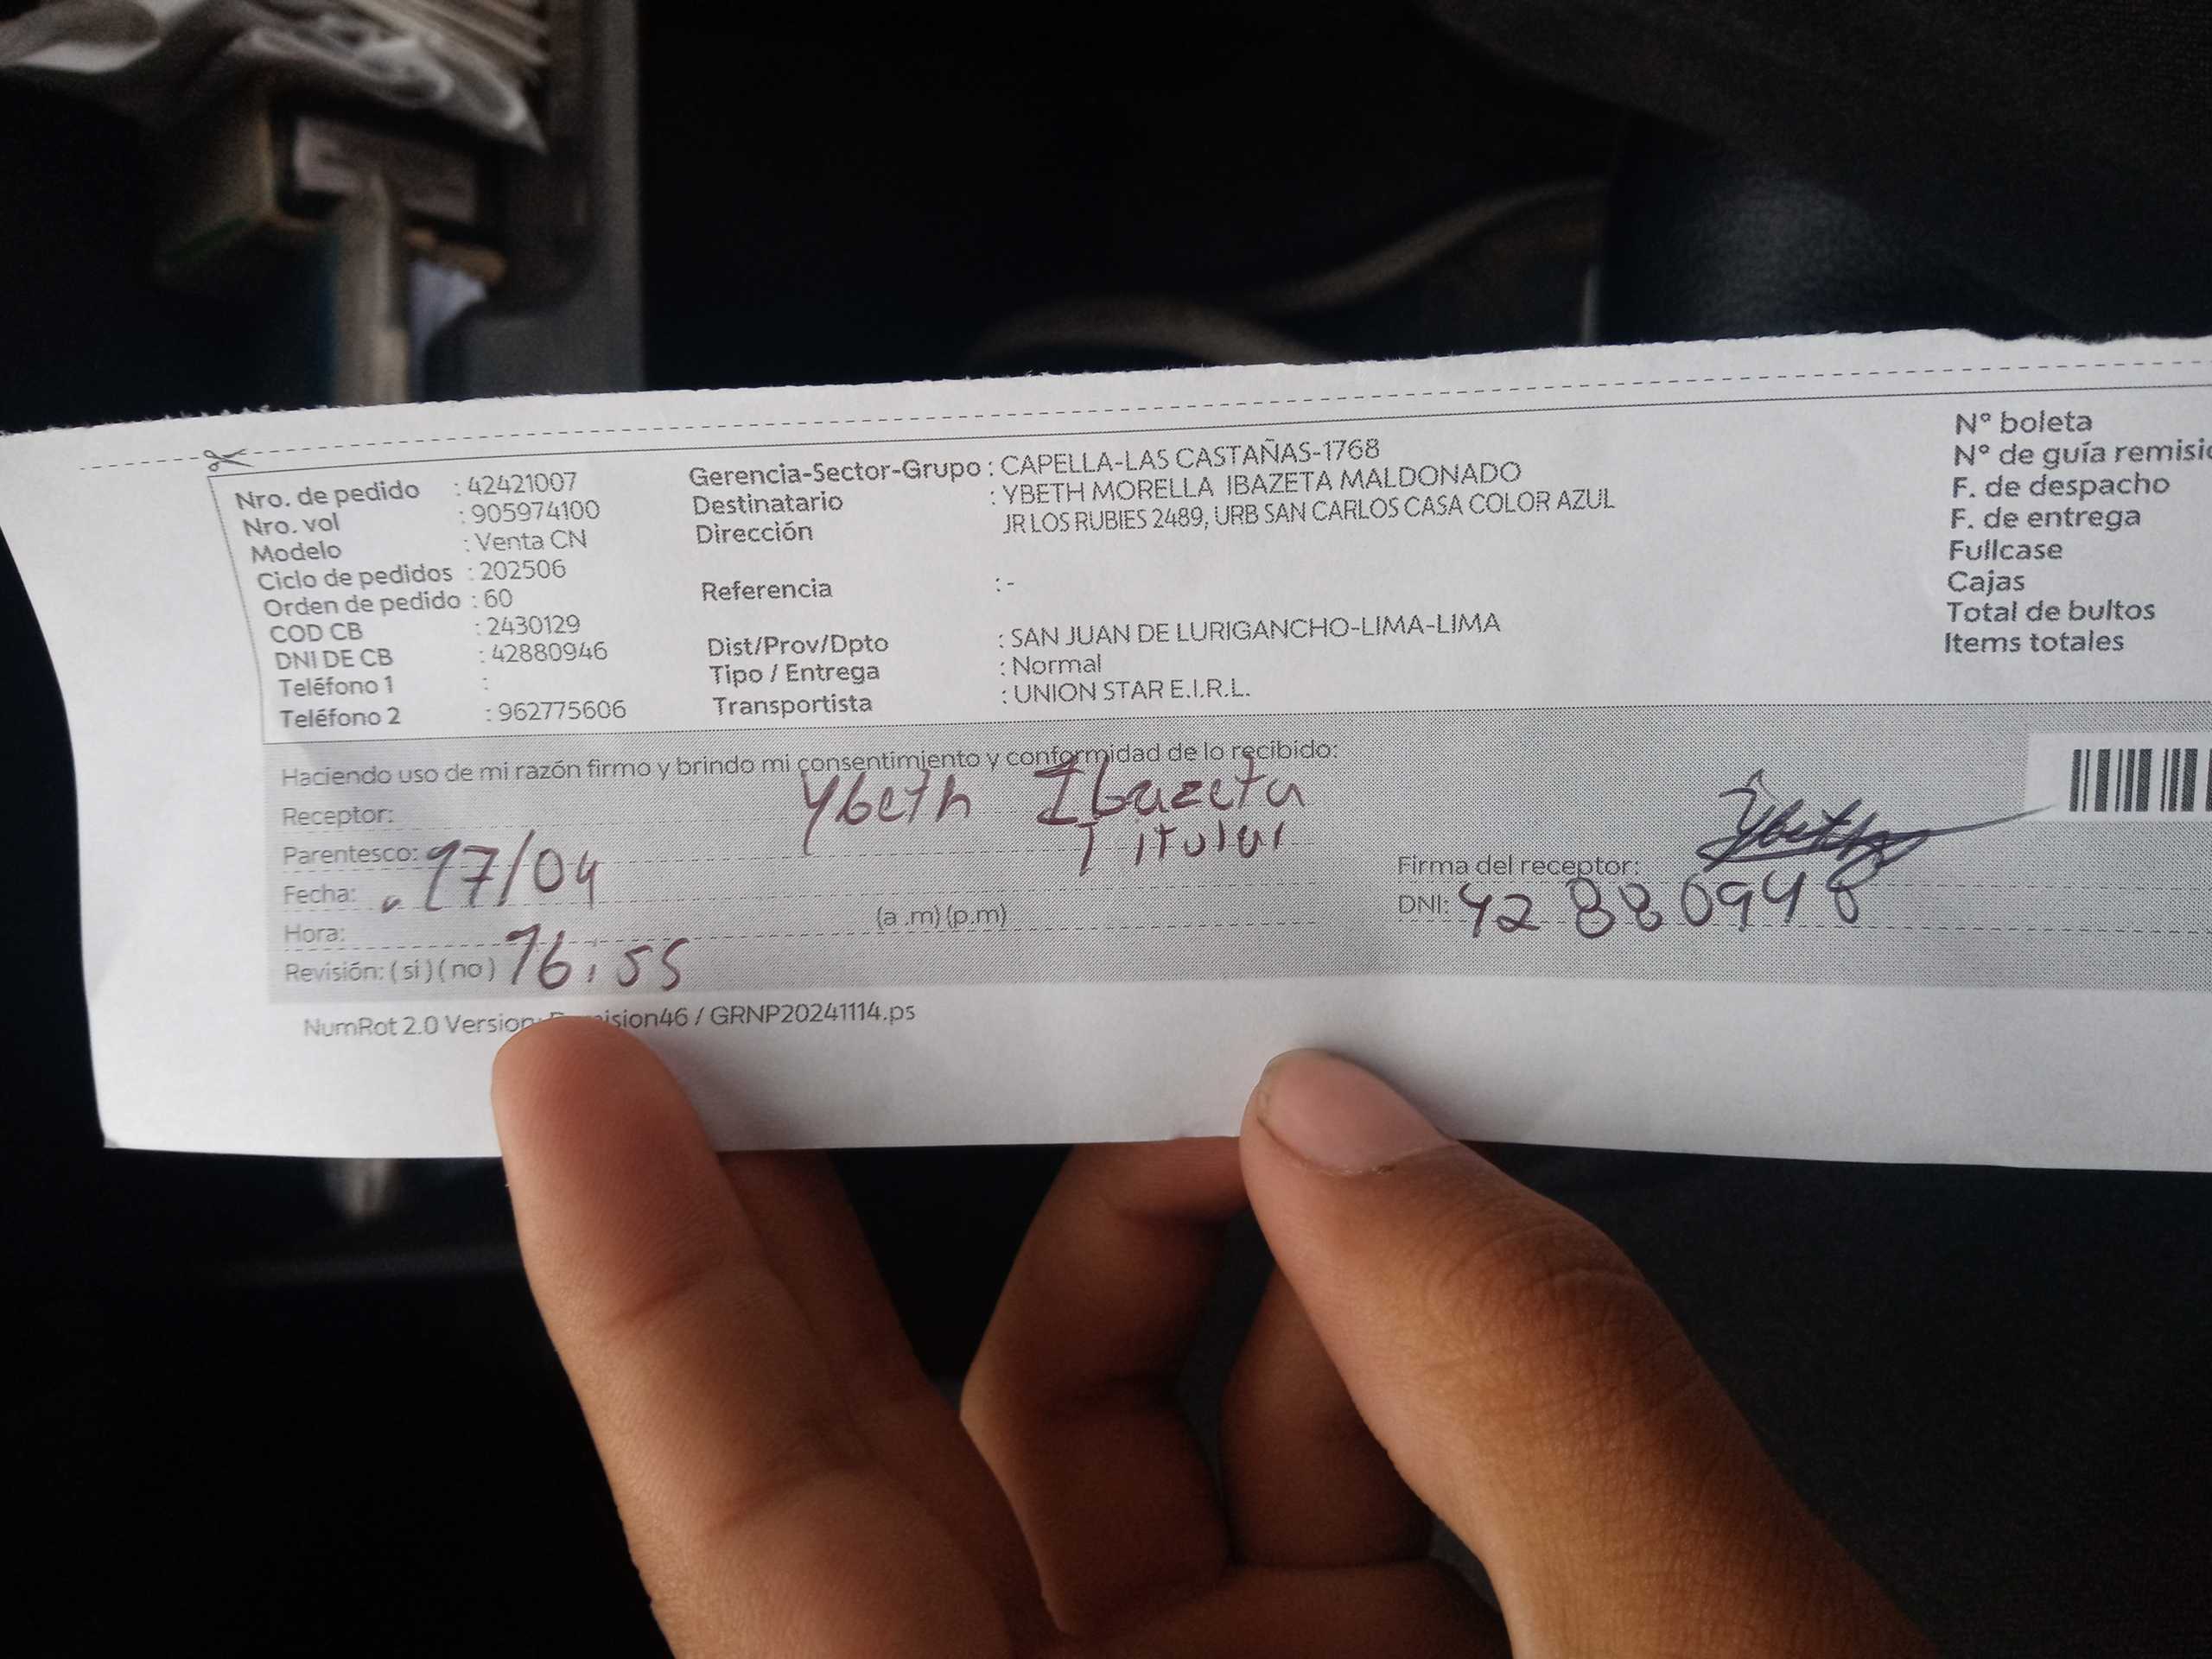 Nro. de pedido : 42421007
Nro. vol : 905974100
Modelo : Venta CN
Ciclo de pedidos : 202506
Orden de pedido : 60
COD CB : 2430129
DNI DE CB : 42880946
Teléfono 1 :
Teléfono 2 : 962775606
Gerencia-Sector-Grupo : CAPELLA-LAS CASTAÑAS-1768
Destinatario : YBETH MORELLA IBAZETA MALDONADO
Dirección JR LOS RUBIES 2489, URB SAN CARLOS CASA COLOR AZUL
Referencia : -
Dist/Prov/Dpto : SAN JUAN DE LURIGANCHO-LIMA-LIMA
Tipo / Entrega : Normal
Transportista : UNION STAR E.I.R.L.
N° boleta
N° de guía
F. de despacho
F. de entrega
Fullcase
Cajas
Total de bultos
Items totales
Haciendo uso de mi razón firmo y brindo mi consentimiento y conformidad de lo recibido:
Receptor: Ybeth Ibazeta
Parentesco: Titular
Fecha: 17/04
Hora: (a .m) (p.m)
Revisión: ( si ) ( no ) 16:55
Firma del receptor: Ybeth
DNI: 42880948
NumRot 2.0 / GRNP20241114.ps